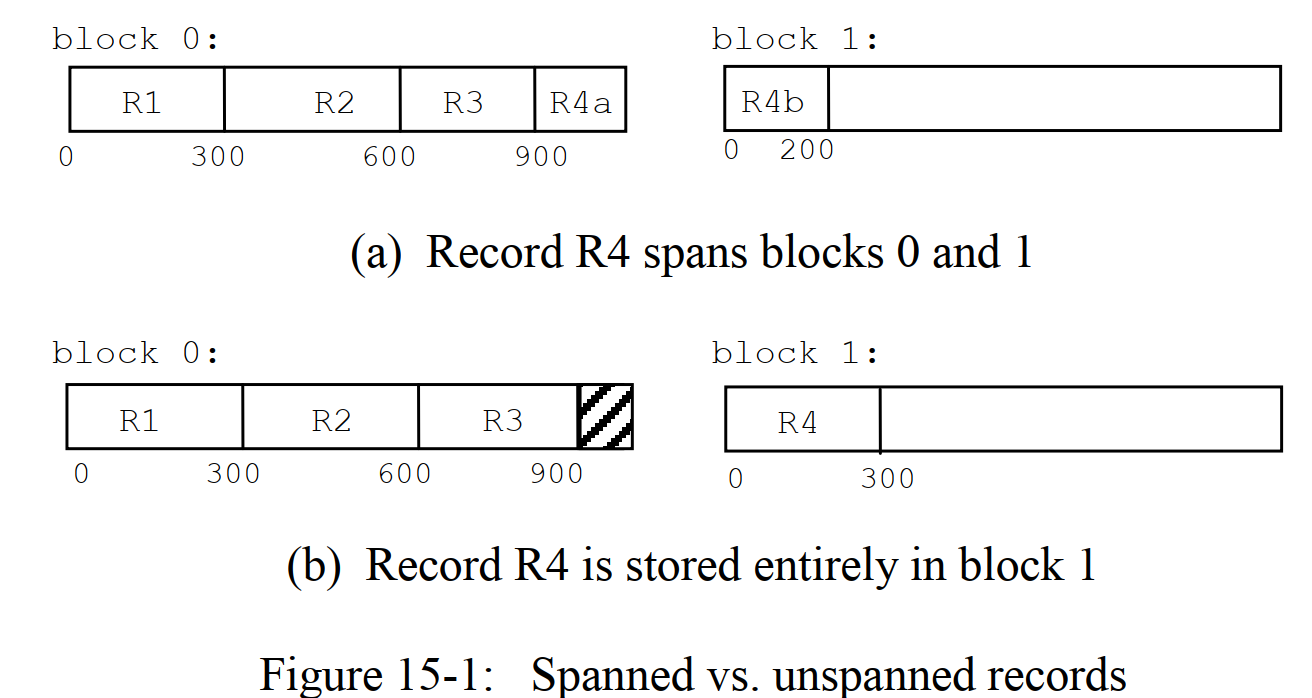 block 0: block 1:
R1 R2 R3 R4a R4b
0 300 600 900 0 200
(a) Record R4 spans blocks 0 and 1
block 0: block 1:
R1 R2 R3 R4
0 300 600 900 0 300
(b) Record R4 is stored entirely in block 1
Figure 15-1: Spanned vs. unspanned records